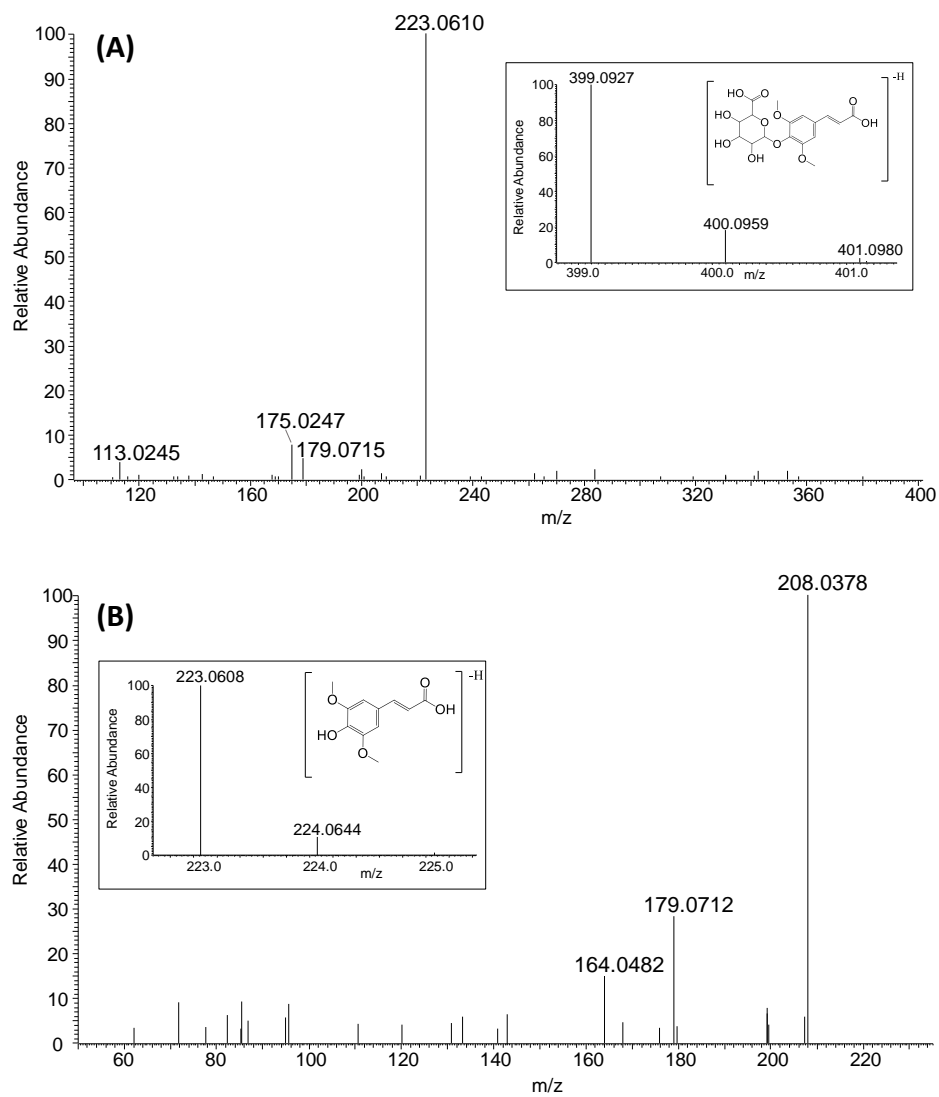 (A)
223.0610
175.0247
179.0715
113.0245
Relative Abundance
100
90
80
70
60
50
40
30
20
10
0
120
160
200
240
280
320
360
400
m/z
399.0927
400.0959
401.0980
Relative Abundance
100
80
60
40
20
0
399.0
400.0
401.0
m/z
-H
HO
O
HO
HO
OH
O
O
O
O
O
OH
(B)
208.0378
179.0712
164.0482
Relative Abundance
100
90
80
70
60
50
40
30
20
10
0
60
80
100
120
140
160
180
200
220
m/z
223.0608
224.0644
Relative Abundance
100
80
60
40
20
0
223.0
224.0
225.0
m/z
-H
O
O
OH
HO
O